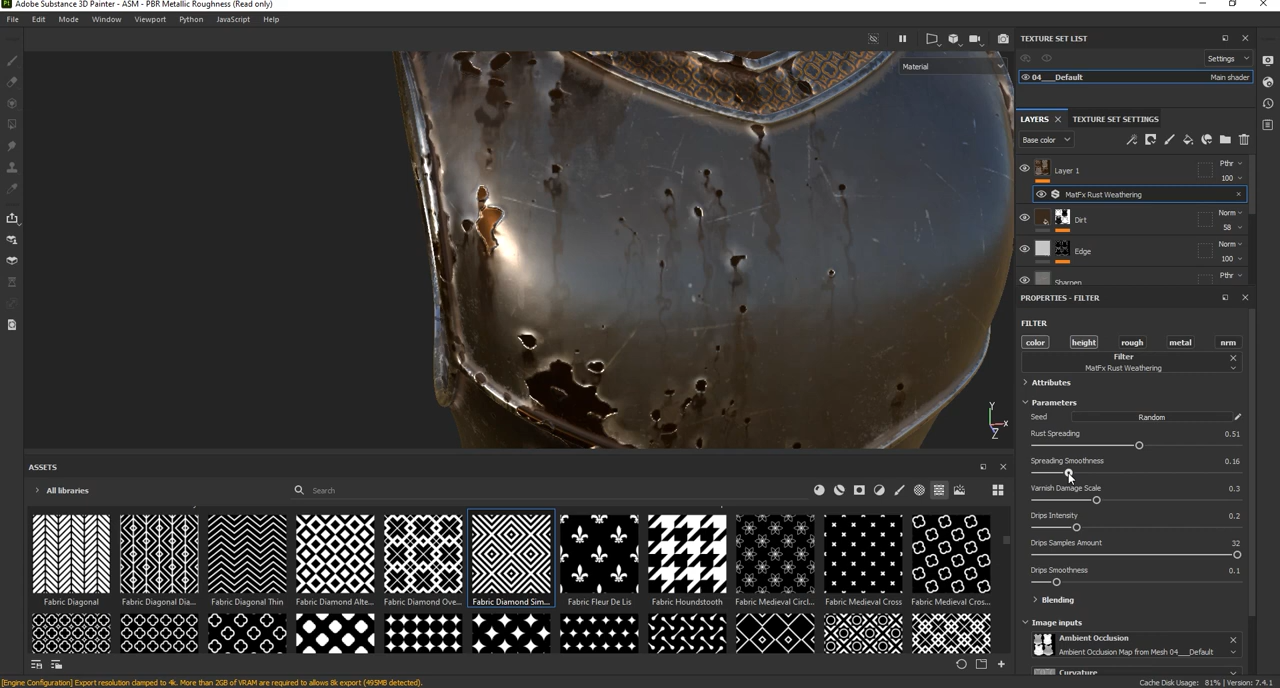 Adobe Substance 3D Painter - ASM - PBR Metallic Roughness (Read only)
File Edit Mode Window Viewport Python JavaScript Help
Material
TEXTURE SET LIST
Settings
04___Default Main shader
LAYERS TEXTURE SET SETTINGS
Base color
Layer 1 Pthr 100
MatFx Rust Weathering
Dirt Norm 58
Edge Norm 100
Sharpen Pthr
PROPERTIES - FILTER
FILTER
color height rough metal nrm
Filter
MatFx Rust Weathering
Attributes
Parameters
Seed Random
Rust Spreading 0.51
Spreading Smoothness 0.16
Varnish Damage Scale 0.3
Drips Intensity 0.2
Drips Samples Amount 32
Drips Smoothness 0.1
Blending
Image inputs
Ambient Occlusion
Ambient Occlusion Map from Mesh 04___Default
Curvature
Y
X
Z
ASSETS
All libraries Search
Fabric Diagonal Fabric Diagonal Dia... Fabric Diagonal Thin Fabric Diamond Alte... Fabric Diamond Ove... Fabric Diamond Sim... Fabric Fleur De Lis Fabric Houndstooth Fabric Medieval Circl... Fabric Medieval Cross Fabric Medieval Cros...
[Engine Configuration] Export resolution clamped to 4k. More than 2GB of VRAM are required to allows 8k export (495MB detected).
Cache Disk Usage: 81% | Version: 7.4.1